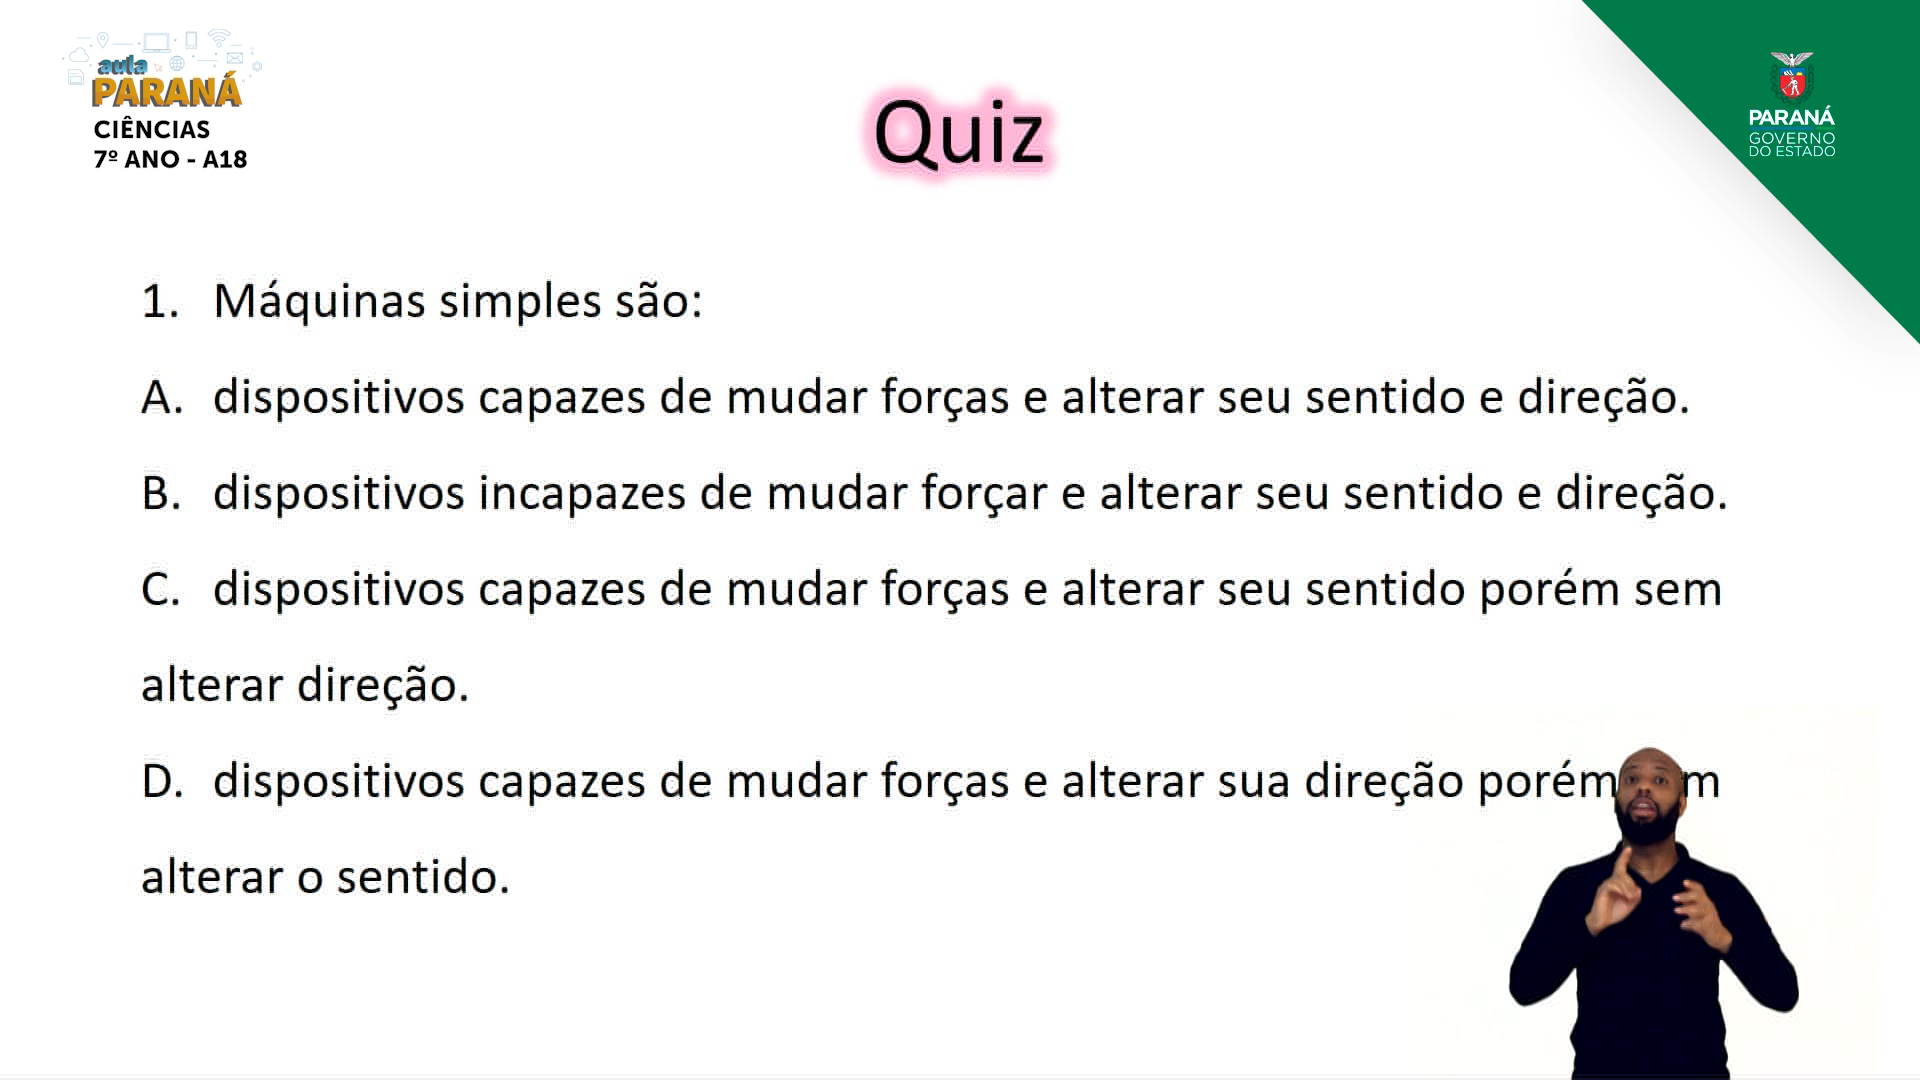 aula
PARANÁ
CIÊNCIAS
7º ANO - A18
Quiz
PARANÁ
GOVERNO
DO ESTADO
1. Máquinas simples são:
A. dispositivos capazes de mudar forças e alterar seu sentido e direção.
B. dispositivos incapazes de mudar forçar e alterar seu sentido e direção.
C. dispositivos capazes de mudar forças e alterar seu sentido porém sem
alterar direção.
D. dispositivos capazes de mudar forças e alterar sua direção porém
alterar o sentido.